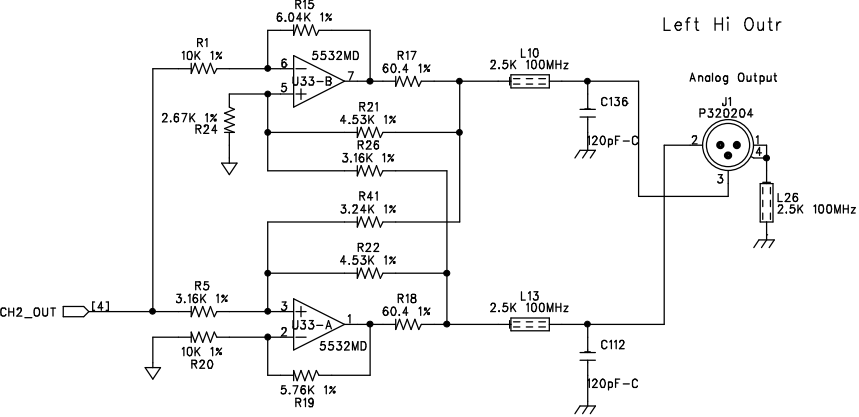 Left Hi Outr
R15
6.04K 1%
R1
10K 1%
5532MD
6
U33-B
7
5
R17
60.4 1%
L10
2.5K 100MHz
Analog Output
J1
P320204
2.67K 1%
R24
R21
4.53K 1%
R26
3.16K 1%
C136
120pF-C
2
1
4
3
R41
3.24K 1%
L26
2.5K 100MHz
R22
4.53K 1%
CH2_OUT
[4]
R5
3.16K 1%
3
U33-A
1
2
5532MD
R18
60.4 1%
L13
2.5K 100MHz
10K 1%
R20
C112
120pF-C
5.76K 1%
R19